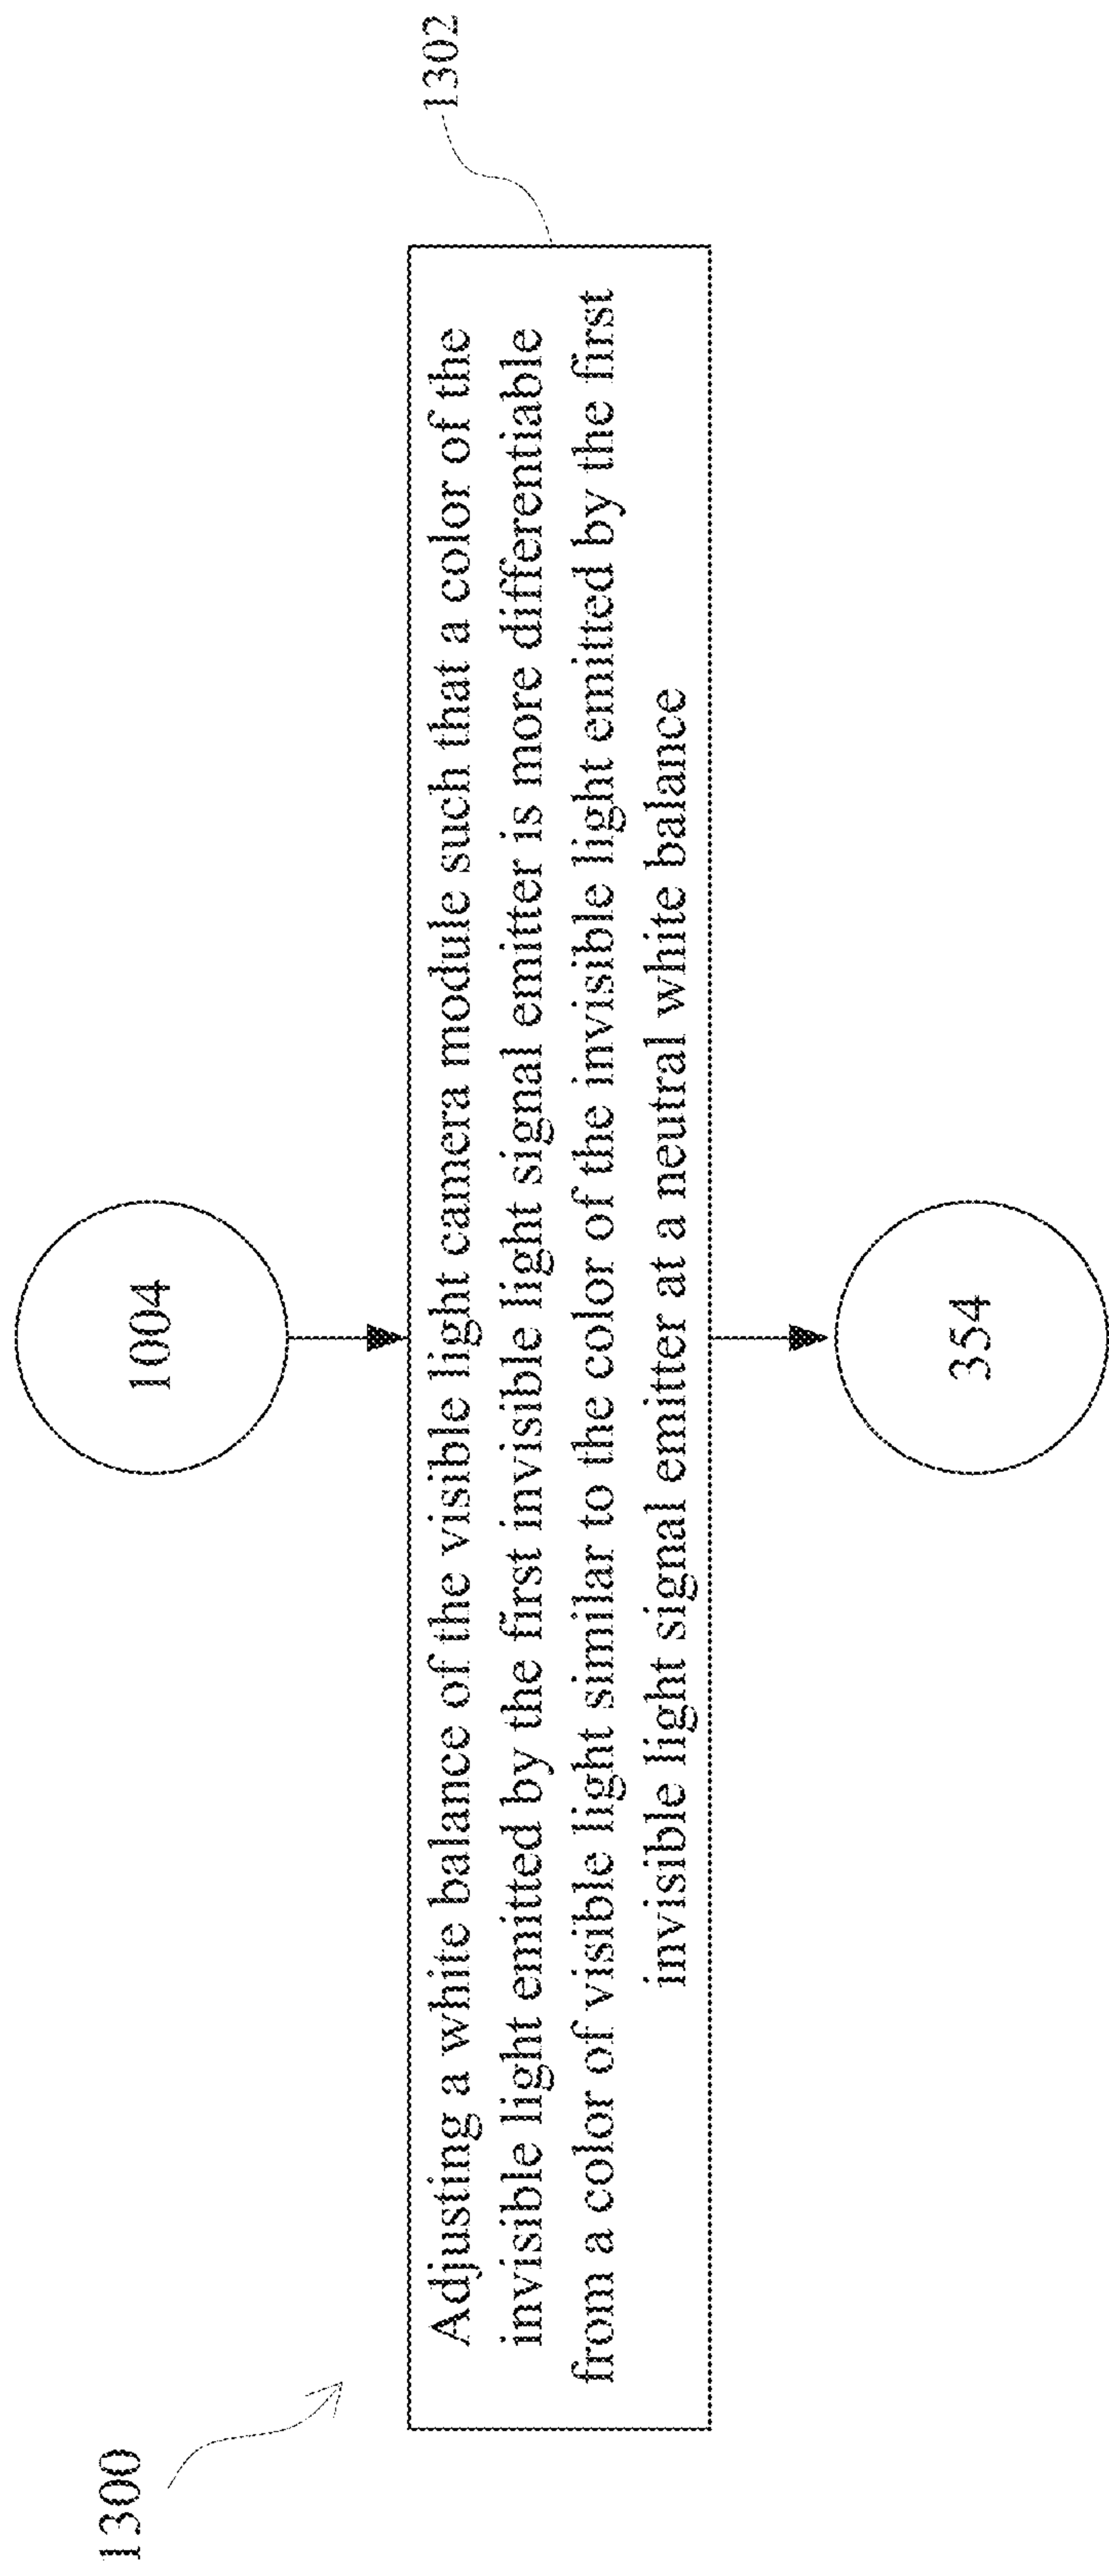 1300
1004
1302
Adjusting a white balance of the visible light camera module such that a color of the
invisible light emitted by the first invisible light signal emitter is more differentiable
from a color of visible light similar to the color of the invisible light emitted by the first
invisible light signal emitter at a neutral white balance
354